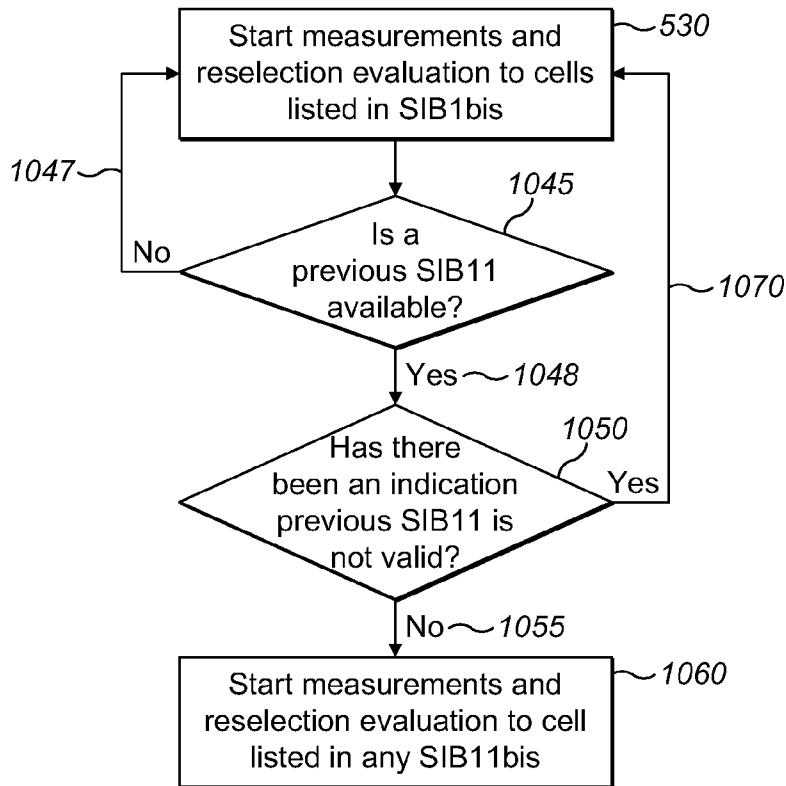 Start measurements and
reselection evaluation to cells
listed in SIB1bis
530
1047
1045
No
Is a
previous SIB11
available?
1070
Yes
1048
Has there
been an indication
previous SIB11 is
not valid?
1050
Yes
No
1055
Start measurements and
reselection evaluation to cell
listed in any SIB11bis
1060